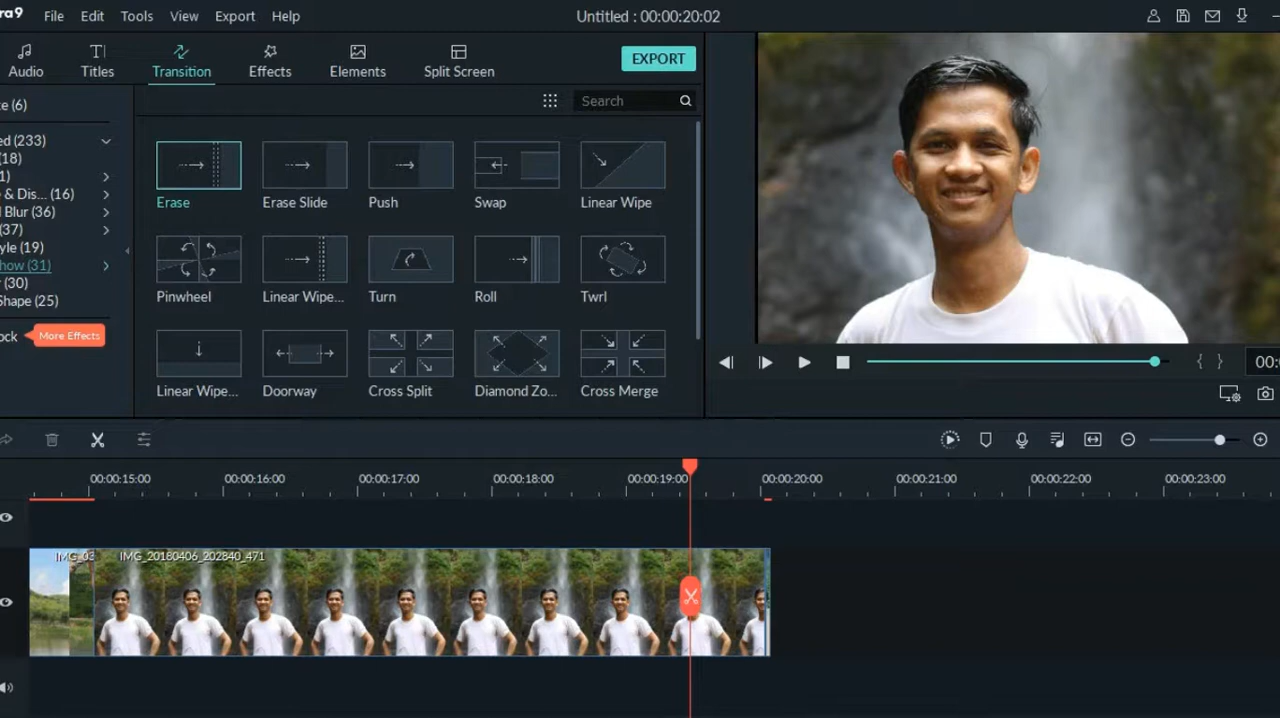 ra9 File Edit Tools View Export Help Untitled : 00:00:20:02
Audio Titles Transition Effects Elements Split Screen EXPORT
te (6)
Search
ed (233)
(18)
1)
e & Dis... (16)
l Blur (36)
(37)
yle (19)
how (31)
r (30)
Shape (25)
ock More Effects
Erase Erase Slide Push Swap Linear Wipe
Pinwheel Linear Wipe... Turn Roll Twrl
Linear Wipe... Doorway Cross Split Diamond Zo... Cross Merge
{ } 00:
00:00:15:00 00:00:16:00 00:00:17:00 00:00:18:00 00:00:19:00 00:00:20:00 00:00:21:00 00:00:22:00 00:00:23:00
IMG_03 IMG_20180406_202840_471